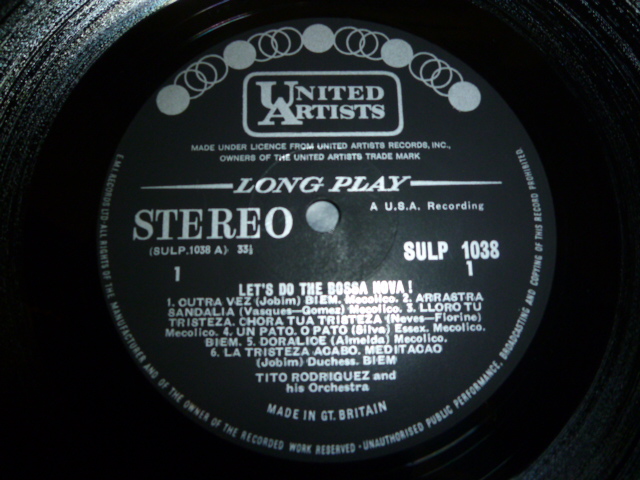 UNITED
ARTISTS
MADE UNDER LICENCE FROM UNITED ARTISTS RECORDS, INC.,
OWNERS OF THE UNITED ARTISTS TRADE MARK
LONG PLAY
STEREO
A U.S.A. Recording
(SULP.1038 A) 33⅓
SULP 1038
1
1
LET'S DO THE BOSSA NOVA!
1. OUTRA VEZ (Jobim) BIEM. Mecolico. 2. ARRASTRA
SANDALIA (Vasques—Gomez) Mecolico. 3. LLORO TU
TRISTEZA. CHORA TUA TRISTEZA (Neves—Fiorine)
Mecolico. 4. UN PATO. O PATO (Silva) Essex. Mecolico.
BIEM. 5. DORALICE (Almeida) Mecolico.
6. LA TRISTEZA ACABO. MEDITACAO
(Jobim) Duchess. BIEM
TITO RODRIGUEZ and
his Orchestra
MADE IN GT. BRITAIN
E.M.I. RECORDS LTD·ALL RIGHTS OF THE MANUFACTURER AND OF THE OWNER OF THE RECORDED WORK RESERVED·UNAUTHORISED PUBLIC PERFORMANCE, BROADCASTING AND COPYING OF THIS RECORD PROHIBITED